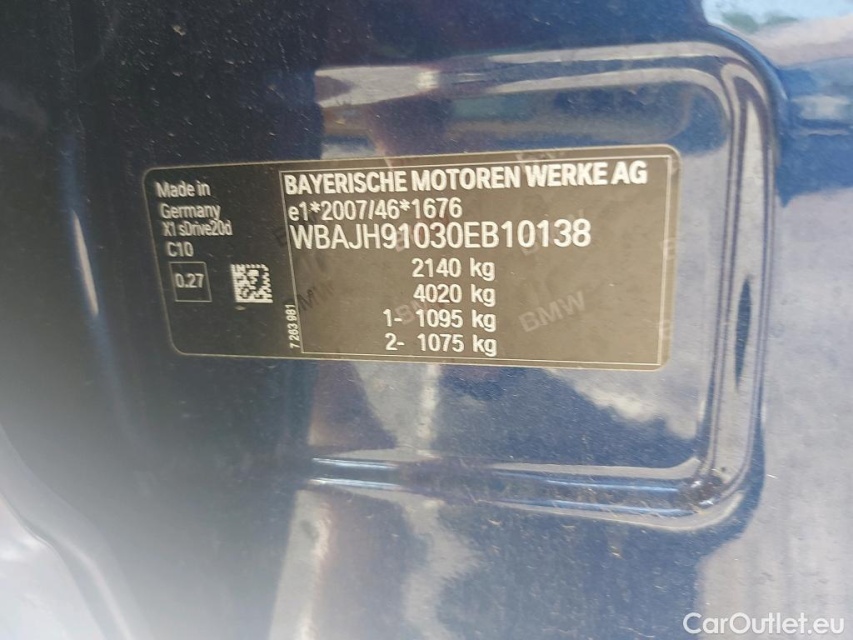 Made in
Germany
X1 sDrive20d
C10
0.27
7 263 981
BAYERISCHE MOTOREN WERKE AG
e1*2007/46*1676
WBAJH91030EB10138
2140 kg
4020 kg
1- 1095 kg
2- 1075 kg
BMW
CarOutlet.eu